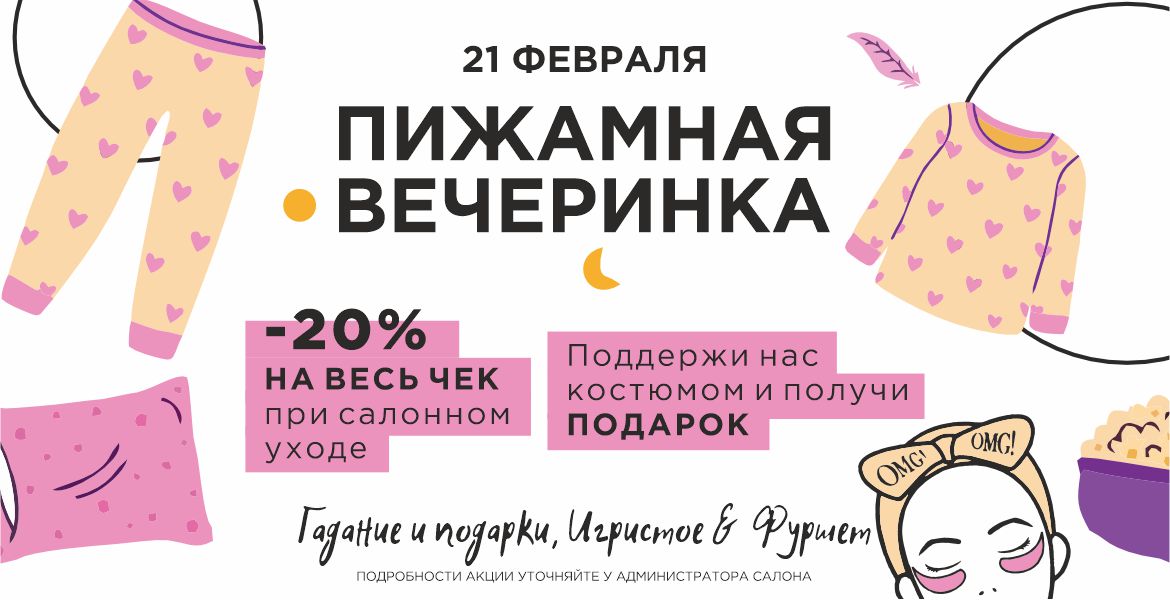 21 ФЕВРАЛЯ
ПИЖАМНАЯ
ВЕЧЕРИНКА
-20%
НА ВЕСЬ ЧЕК
при салонном
уходе
Поддержи нас
костюмом и получи
ПОДАРОК
OMG! OMG!
Гадание и подарки, Игристое & Фуршет
ПОДРОБНОСТИ АКЦИИ УТОЧНЯЙТЕ У АДМИНИСТРАТОРА САЛОНА